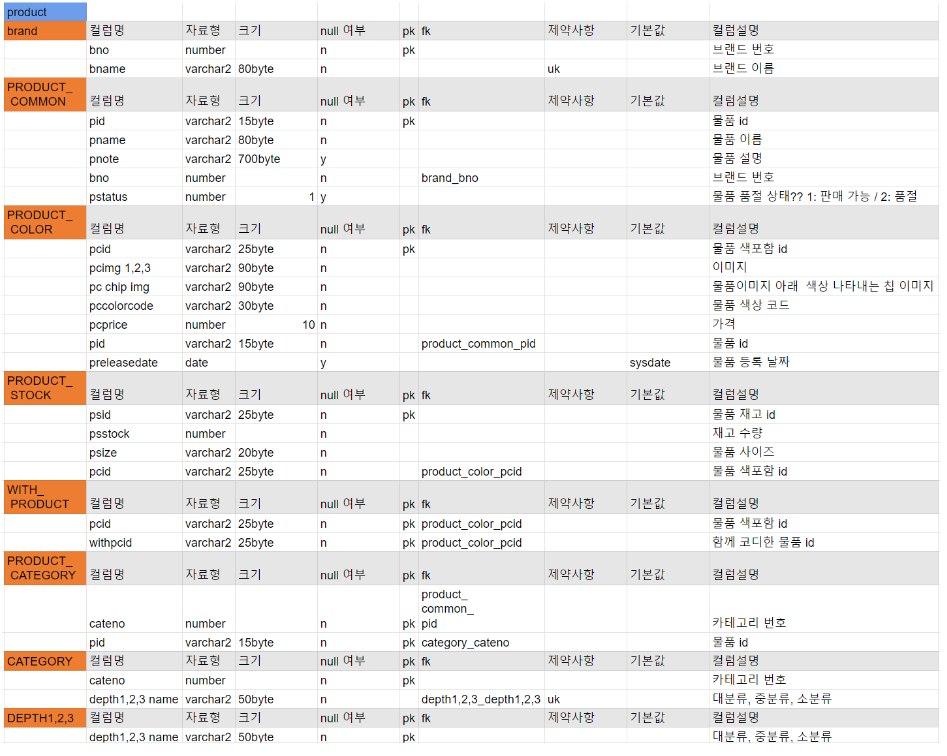 product
brand 컬럼명 자료형 크기 null 여부 pk fk 제약사항 기본값 컬럼설명
bno number n pk 브랜드 번호
bname varchar2 80byte n uk 브랜드 이름
PRODUCT_
COMMON 컬럼명 자료형 크기 null 여부 pk fk 제약사항 기본값 컬럼설명
pid varchar2 15byte n pk 물품 id
pname varchar2 80byte n 물품 이름
pnote varchar2 700byte y 물품 설명
bno number n brand_bno 브랜드 번호
pstatus number 1 y 물품 품절 상태?? 1: 판매 가능 / 2: 품절
PRODUCT_
COLOR 컬럼명 자료형 크기 null 여부 pk fk 제약사항 기본값 컬럼설명
pcid varchar2 25byte n pk 물품 색포함 id
pcimg 1,2,3 varchar2 90byte n 이미지
pc chip img varchar2 90byte n 물품이미지 아래 색상 나타내는 칩 이미지
pccolorcode varchar2 30byte n 물품 색상 코드
pcprice number 10 n 가격
pid varchar2 15byte n product_common_pid 물품 id
preleasedate date y sysdate 물품 등록 날짜
PRODUCT_
STOCK 컬럼명 자료형 크기 null 여부 pk fk 제약사항 기본값 컬럼설명
psid varchar2 25byte n pk 물품 재고 id
psstock number n 재고 수량
psize varchar2 20byte n 물품 사이즈
pcid varchar2 25byte n product_color_pcid 물품 색포함 id
WITH_
PRODUCT 컬럼명 자료형 크기 null 여부 pk fk 제약사항 기본값 컬럼설명
pcid varchar2 25byte n pk product_color_pcid 물품 색포함 id
withpcid varchar2 25byte n pk product_color_pcid 함께 코디한 물품 id
PRODUCT_
CATEGORY 컬럼명 자료형 크기 null 여부 pk fk 제약사항 기본값 컬럼설명
product_
common_
cateno number n pk pid 카테고리 번호
pid varchar2 15byte n pk category_cateno 물품 id
CATEGORY 컬럼명 자료형 크기 null 여부 pk fk 제약사항 기본값 컬럼설명
cateno number n pk 카테고리 번호
depth1,2,3 name varchar2 50byte n depth1,2,3_depth1,2,3 uk 대분류, 중분류, 소분류
DEPTH1,2,3 컬럼명 자료형 크기 null 여부 pk fk 제약사항 기본값 컬럼설명
depth1,2,3 name varchar2 50byte n pk 대분류, 중분류, 소분류